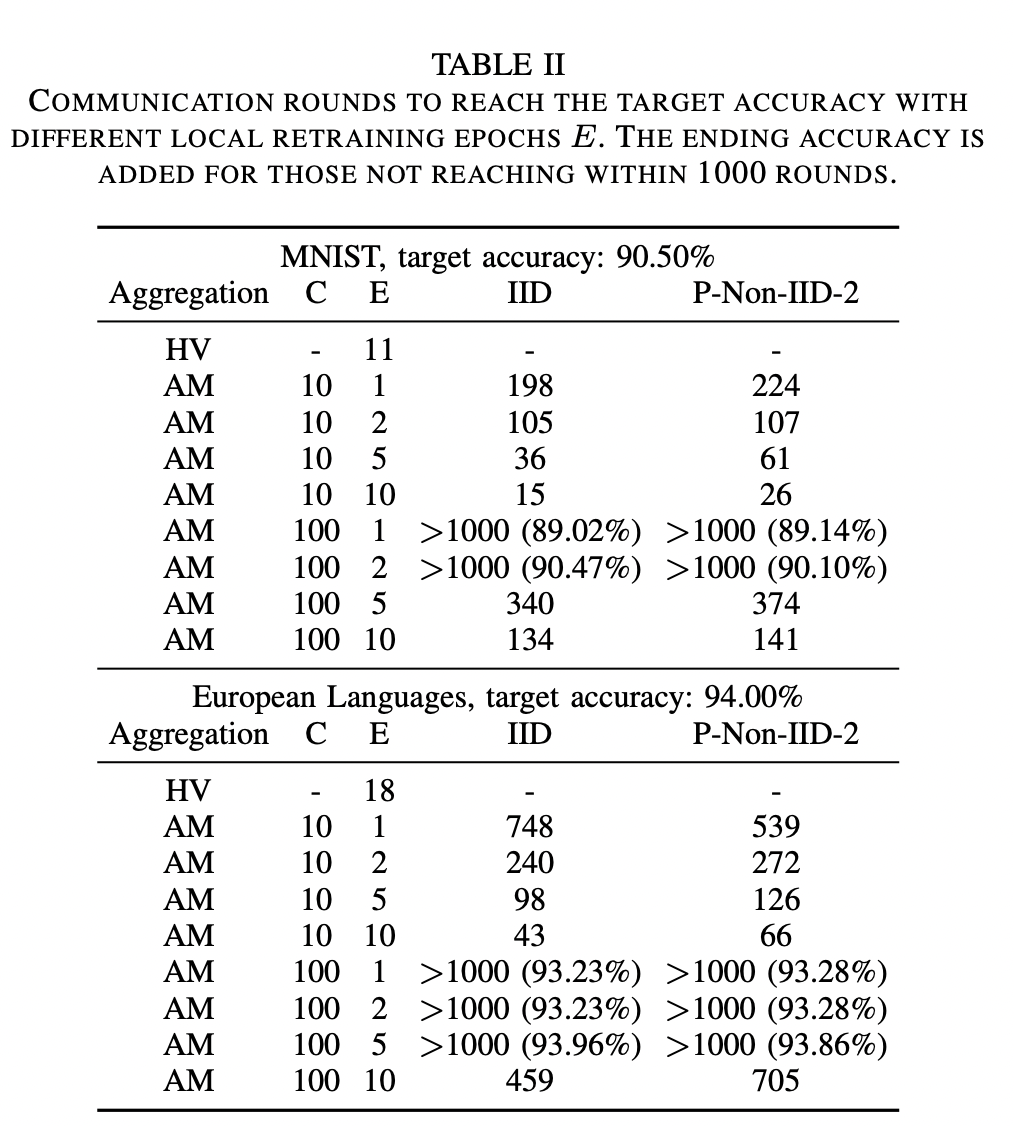 TABLE II
COMMUNICATION ROUNDS TO REACH THE TARGET ACCURACY WITH
DIFFERENT LOCAL RETRAINING EPOCHS E. THE ENDING ACCURACY IS
ADDED FOR THOSE NOT REACHING WITHIN 1000 ROUNDS.
MNIST, target accuracy: 90.50%
Aggregation C E IID P-Non-IID-2
HV - 11 - -
AM 10 1 198 224
AM 10 2 105 107
AM 10 5 36 61
AM 10 10 15 26
AM 100 1 >1000 (89.02%) >1000 (89.14%)
AM 100 2 >1000 (90.47%) >1000 (90.10%)
AM 100 5 340 374
AM 100 10 134 141
European Languages, target accuracy: 94.00%
Aggregation C E IID P-Non-IID-2
HV - 18 - -
AM 10 1 748 539
AM 10 2 240 272
AM 10 5 98 126
AM 10 10 43 66
AM 100 1 >1000 (93.23%) >1000 (93.28%)
AM 100 2 >1000 (93.23%) >1000 (93.28%)
AM 100 5 >1000 (93.96%) >1000 (93.86%)
AM 100 10 459 705